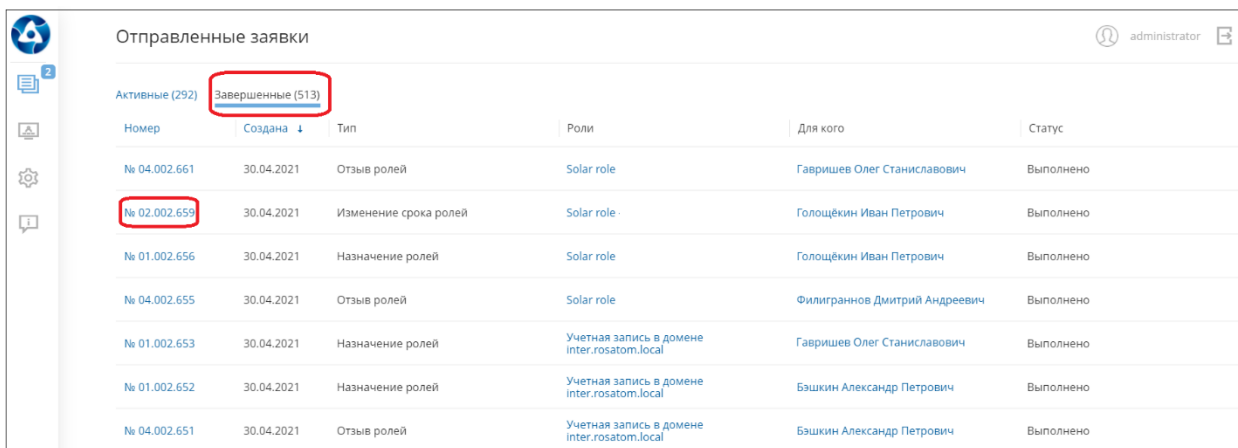 Отправленные заявки
administrator
2
Активные (292) Завершенные (513)
Номер Создана ↓ Тип Роли Для кого Статус
№ 04.002.661 30.04.2021 Отзыв ролей Solar role Гавришев Олег Станиславович Выполнено
№ 02.002.659 30.04.2021 Изменение срока ролей Solar role Голощёкин Иван Петрович Выполнено
№ 01.002.656 30.04.2021 Назначение ролей Solar role Голощёкин Иван Петрович Выполнено
№ 04.002.655 30.04.2021 Отзыв ролей Solar role Филиграннов Дмитрий Андреевич Выполнено
№ 01.002.653 30.04.2021 Назначение ролей Учетная запись в домене Гавришев Олег Станиславович Выполнено
inter.rosatom.local
№ 01.002.652 30.04.2021 Назначение ролей Учетная запись в домене Бэшкин Александр Петрович Выполнено
inter.rosatom.local
№ 04.002.651 30.04.2021 Отзыв ролей Учетная запись в домене Бэшкин Александр Петрович Выполнено
inter.rosatom.local